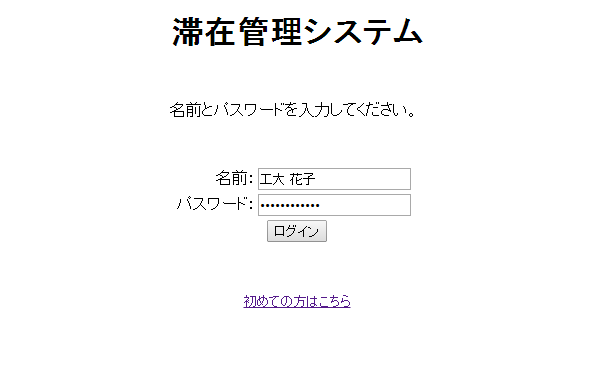 滞在管理システム
名前とパスワードを入力してください。
名前: 工大 花子
パスワード: ••••••••••••
ログイン
初めての方はこちら